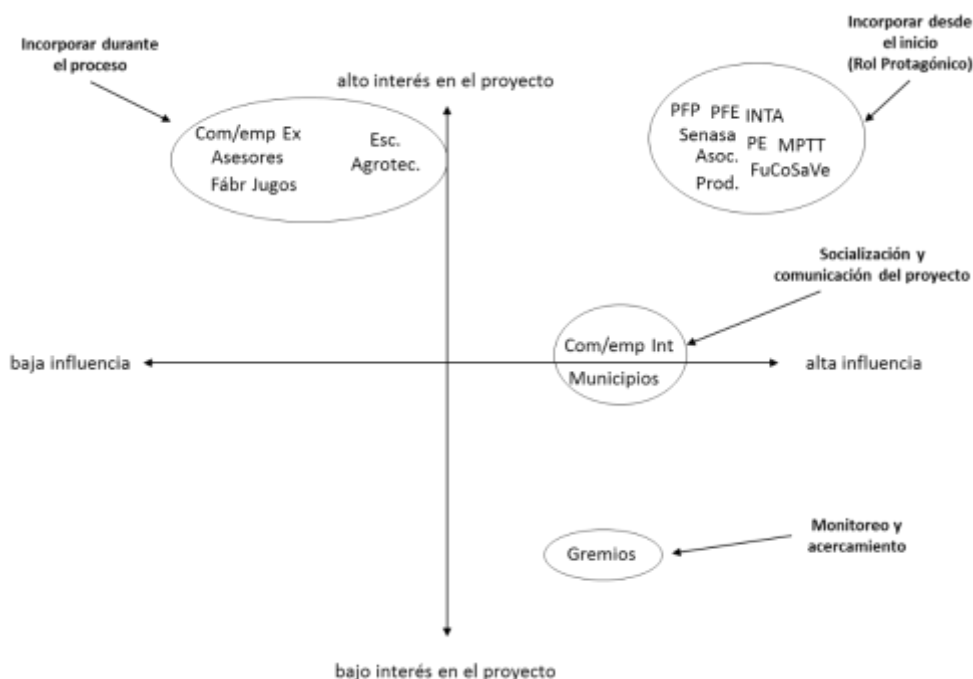 Incorporar durante
el proceso
Incorporar desde
el inicio
(Rol Protagónico)
alto interés en el proyecto
Com/emp Ex
Asesores
Fábr Jugos
Esc.
Agrotec.
PFP PFE INTA
Senasa
PE MPTT
Asoc.
FuCoSaVe
Prod.
Socialización y
comunicación del proyecto
Com/emp Int
Municipios
baja influencia
alta influencia
Monitoreo y
acercamiento
Gremios
bajo interés en el proyecto